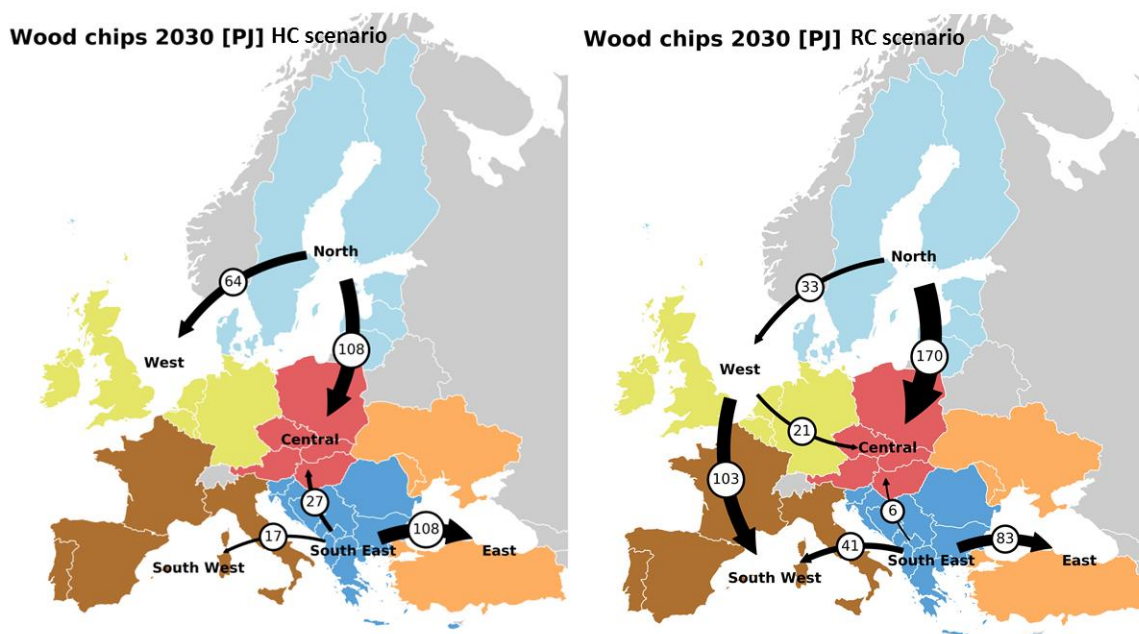 Wood chips 2030 [PJ] HC scenario
North
64
West
108
Central
27
17
108
South East
East
South West
Wood chips 2030 [PJ] RC scenario
North
33
170
West
21
Central
103
6
41
83
South East
East
South West